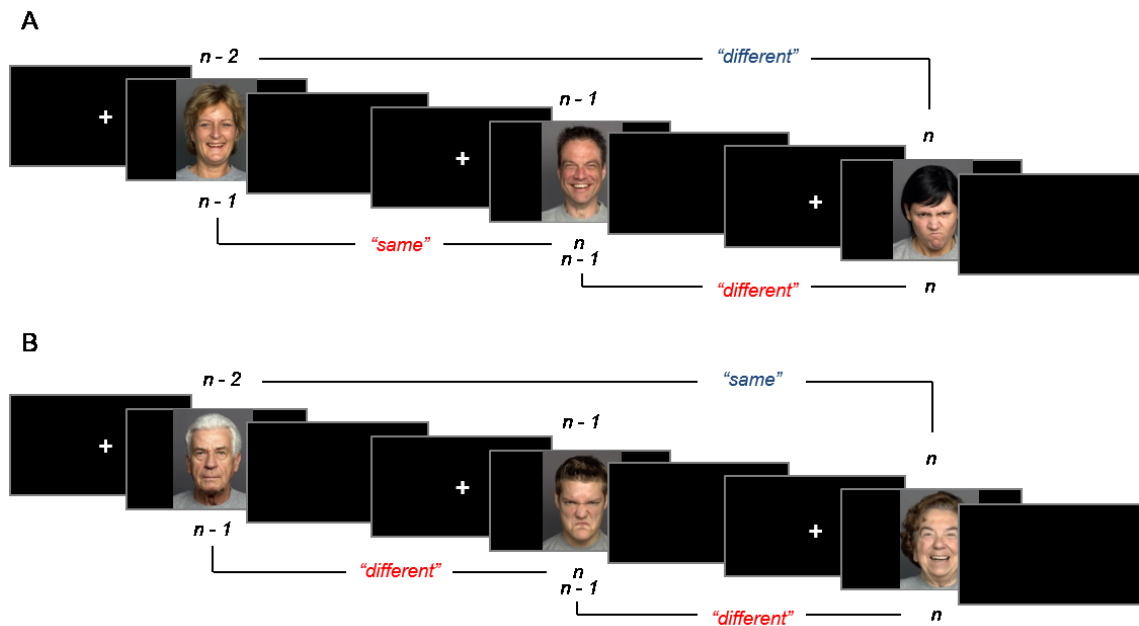 A
n - 2 “different”
n - 1
n
+
+
+
n - 1
“same” n
n - 1
“different” n
B
n - 2 “same”
n - 1
n
+
+
+
n - 1
“different” n
n - 1
“different” n